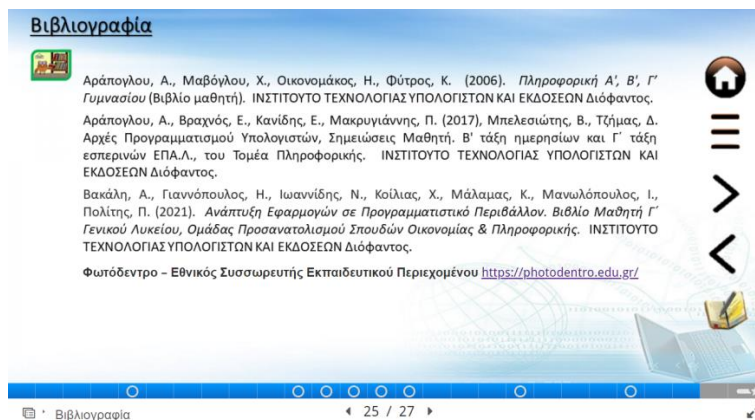 Βιβλιογραφία
Αράπογλου, Α., Μαβόγλου, Χ., Οικονομάκος, Η., Φύτρος, Κ. (2006). Πληροφορική Α', Β', Γ'
Γυμνασίου (Βιβλίο μαθητή). ΙΝΣΤΙΤΟΥΤΟ ΤΕΧΝΟΛΟΓΙΑΣ ΥΠΟΛΟΓΙΣΤΩΝ ΚΑΙ ΕΚΔΟΣΕΩΝ Διόφαντος.
Αράπογλου, Α., Βραχνός, Ε., Κανίδης, Ε., Μακρυγιάννης, Π. (2017), Μπελεσιώτης, Β., Τζήμας, Δ.
Αρχές Προγραμματισμού Υπολογιστών, Σημειώσεις Μαθητή. Β' τάξη ημερησίων και Γ΄ τάξη
εσπερινών ΕΠΑ.Λ., του Τομέα Πληροφορικής. ΙΝΣΤΙΤΟΥΤΟ ΤΕΧΝΟΛΟΓΙΑΣ ΥΠΟΛΟΓΙΣΤΩΝ ΚΑΙ
ΕΚΔΟΣΕΩΝ Διόφαντος.
Βακάλη, Α., Γιαννόπουλος, Η., Ιωαννίδης, Ν., Κοίλιας, Χ., Μάλαμας, Κ., Μανωλόπουλος, Ι.,
Πολίτης, Π. (2021). Ανάπτυξη Εφαρμογών σε Προγραμματιστικό Περιβάλλον. Βιβλίο Μαθητή Γ΄
Γενικού Λυκείου, Ομάδας Προσανατολισμού Σπουδών Οικονομίας & Πληροφορικής. ΙΝΣΤΙΤΟΥΤΟ
ΤΕΧΝΟΛΟΓΙΑΣ ΥΠΟΛΟΓΙΣΤΩΝ ΚΑΙ ΕΚΔΟΣΕΩΝ Διόφαντος.
Φωτόδεντρο – Εθνικός Συσσωρευτής Εκπαιδευτικού Περιεχομένου https://photodentro.edu.gr/
Βιβλιογραφία
25 / 27